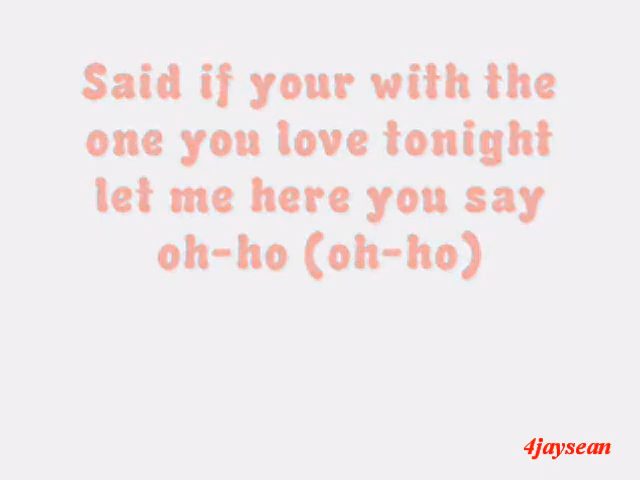 Said if your with the
one you love tonight
let me here you say
oh-ho (oh-ho)
4jaysean